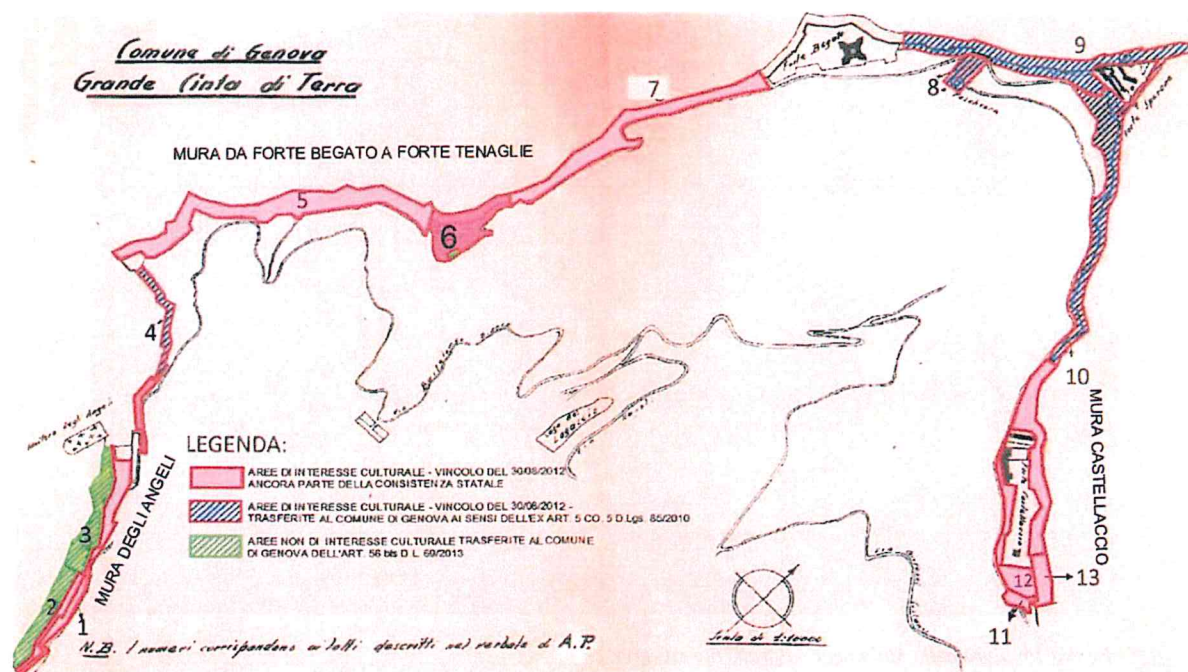 Comune di Genova
Grande Cinta di Terra
MURA DA FORTE BEGATO A FORTE TENAGLIE
Forte Begato
Forte Sperone
MURA DEGLI ANGELI
MURA CASTELLACCIO
1
2
3
4
5
6
7
8
9
10
11
12
13
LEGENDA:
AREE DI INTERESSE CULTURALE - VINCOLO DEL 30/08/2012
ANCORA PARTE DELLA CONSISTENZA STATALE
AREE DI INTERESSE CULTURALE - VINCOLO DEL 30/08/2012 -
TRASFERITE AL COMUNE DI GENOVA AI SENSI DELL'EX ART. 5 CO. 5 D.Lgs. 85/2010
AREE NON DI INTERESSE CULTURALE TRASFERITE AL COMUNE
DI GENOVA DELL'ART. 56 bis D.L. 69/2013
N.B. I numeri corrispondono ai lotti descritti nel verbale d A.P.